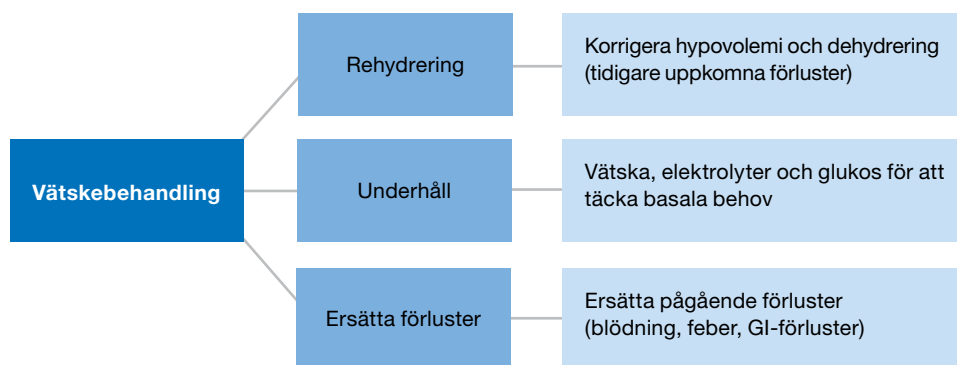 Vätskebehandling
Rehydrering
Korrigera hypovolemi och dehydrering
(tidigare uppkomna förluster)
Underhåll
Vätska, elektrolyter och glukos för att
täcka basala behov
Ersätta förluster
Ersätta pågående förluster
(blödning, feber, GI-förluster)